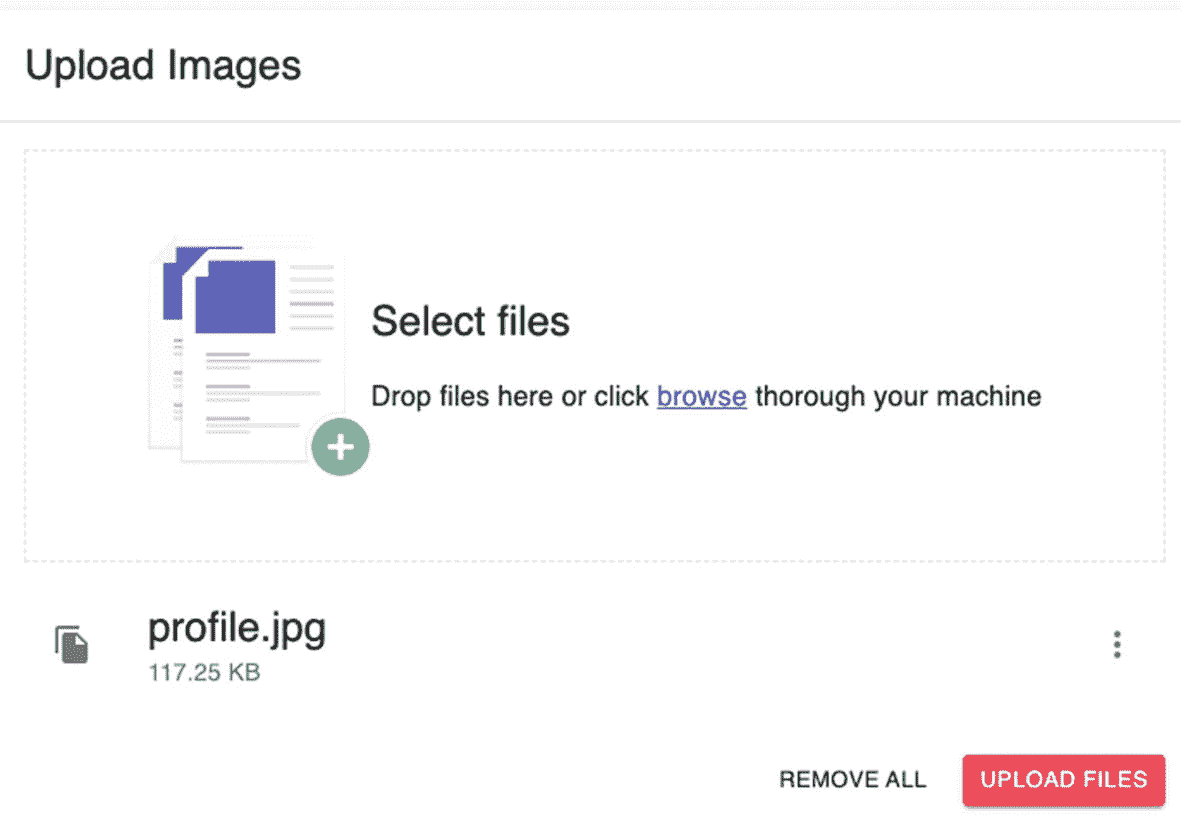 Upload Images
Select files
Drop files here or click browse thorough your machine
profile.jpg
117.25 KB
REMOVE ALL
UPLOAD FILES